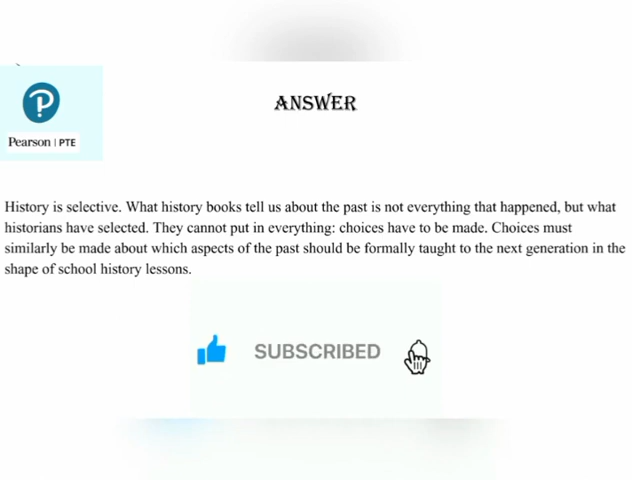 ANSWER
Pearson | PTE
History is selective. What history books tell us about the past is not everything that happened, but what
historians have selected. They cannot put in everything: choices have to be made. Choices must
similarly be made about which aspects of the past should be formally taught to the next generation in the
shape of school history lessons.
SUBSCRIBED